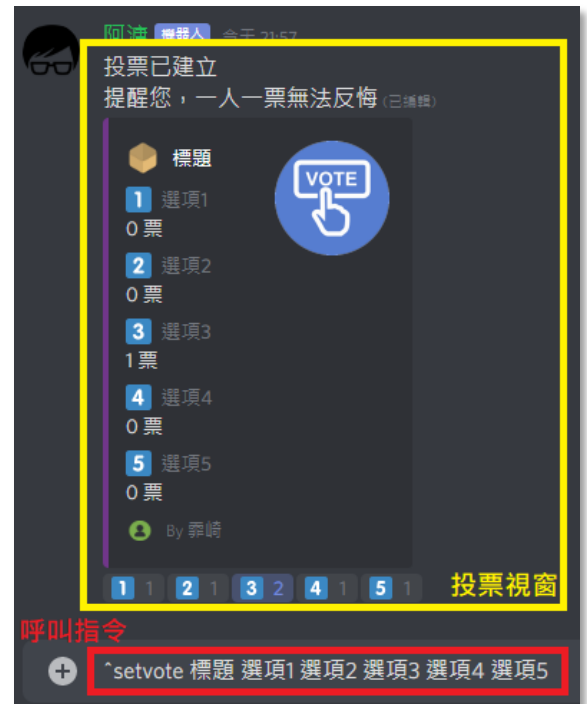 阿漮 機器人 今天 21:57
投票已建立
提醒您，一人一票無法反悔 (已編輯)
標題
VOTE
1 選項1
0 票
2 選項2
0 票
3 選項3
1 票
4 選項4
0 票
5 選項5
0 票
By 霏崎
1 1 2 1 3 2 4 1 5 1
投票視窗
呼叫指令
^setvote 標題 選項1 選項2 選項3 選項4 選項5